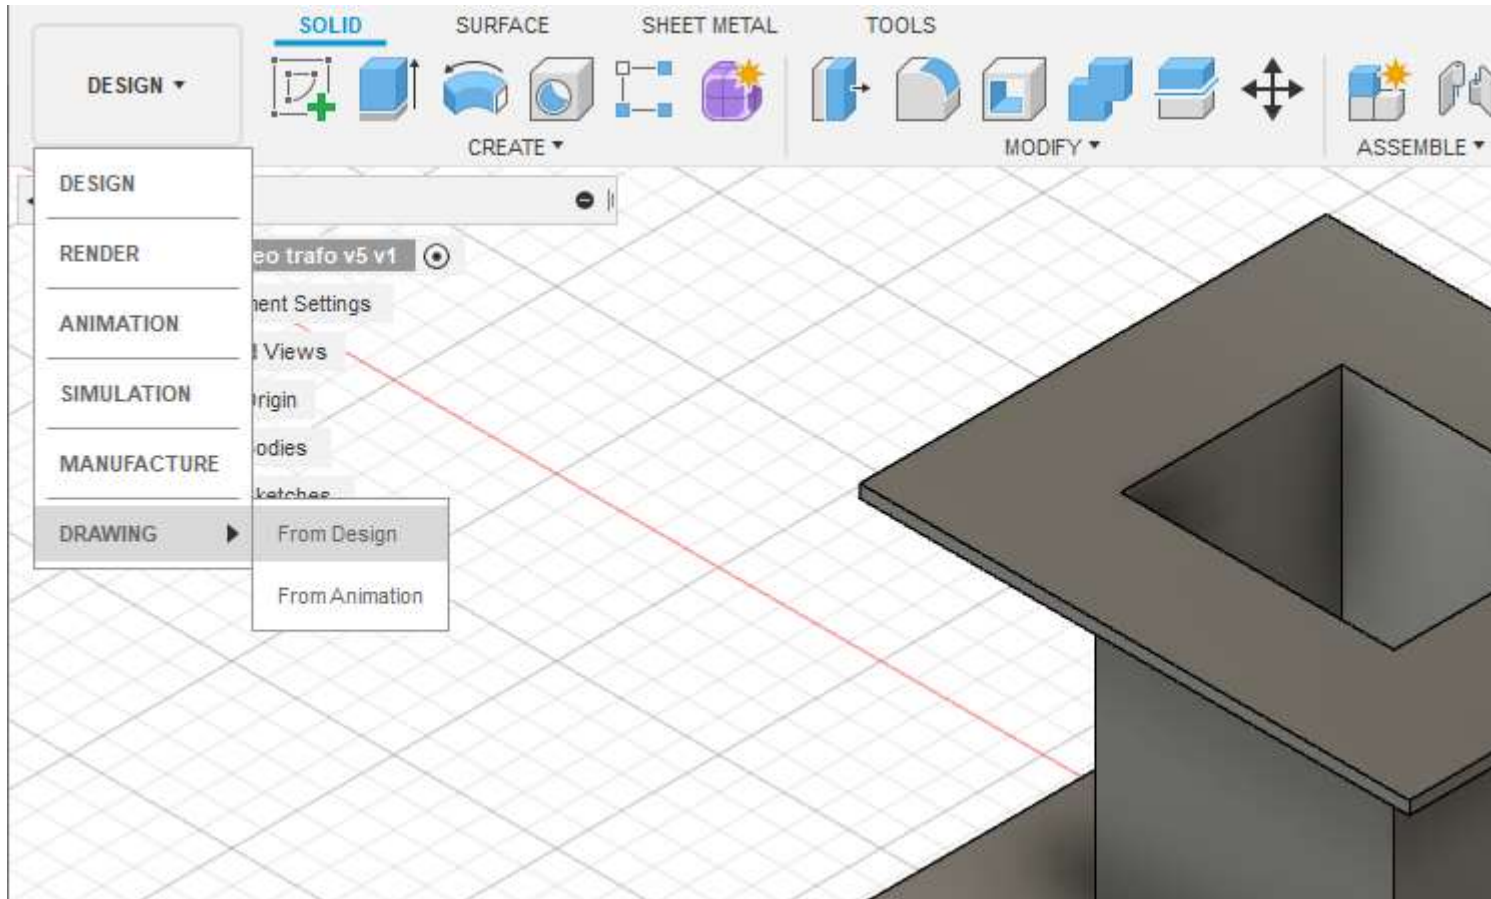 SOLID SURFACE SHEET METAL TOOLS
DESIGN
CREATE MODIFY ASSEMBLE
DESIGN
RENDER
eo trafo v5 v1
ent Settings
ANIMATION
Views
SIMULATION
rigin
odies
MANUFACTURE
ketches
DRAWING
From Design
From Animation